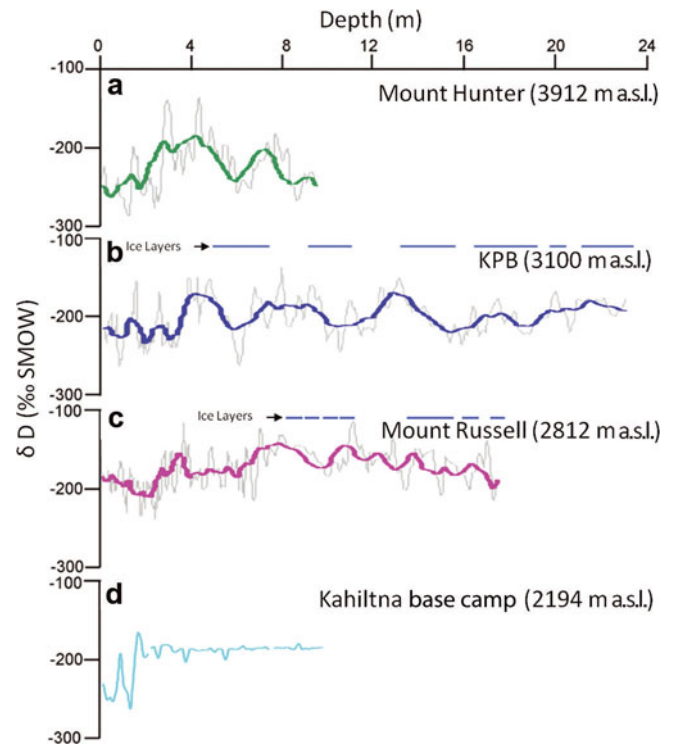 Depth (m)
0 4 8 12 16 20 24
-100
a
Mount Hunter (3912 m a.s.l.)
-200
-300
-100
b
Ice Layers
KPB (3100 m a.s.l.)
-200
-300
δ D (‰ SMOW)
-100
c
Ice Layers
Mount Russell (2812 m a.s.l.)
-200
-300
-100
d
Kahiltna base camp (2194 m a.s.l.)
-200
-300